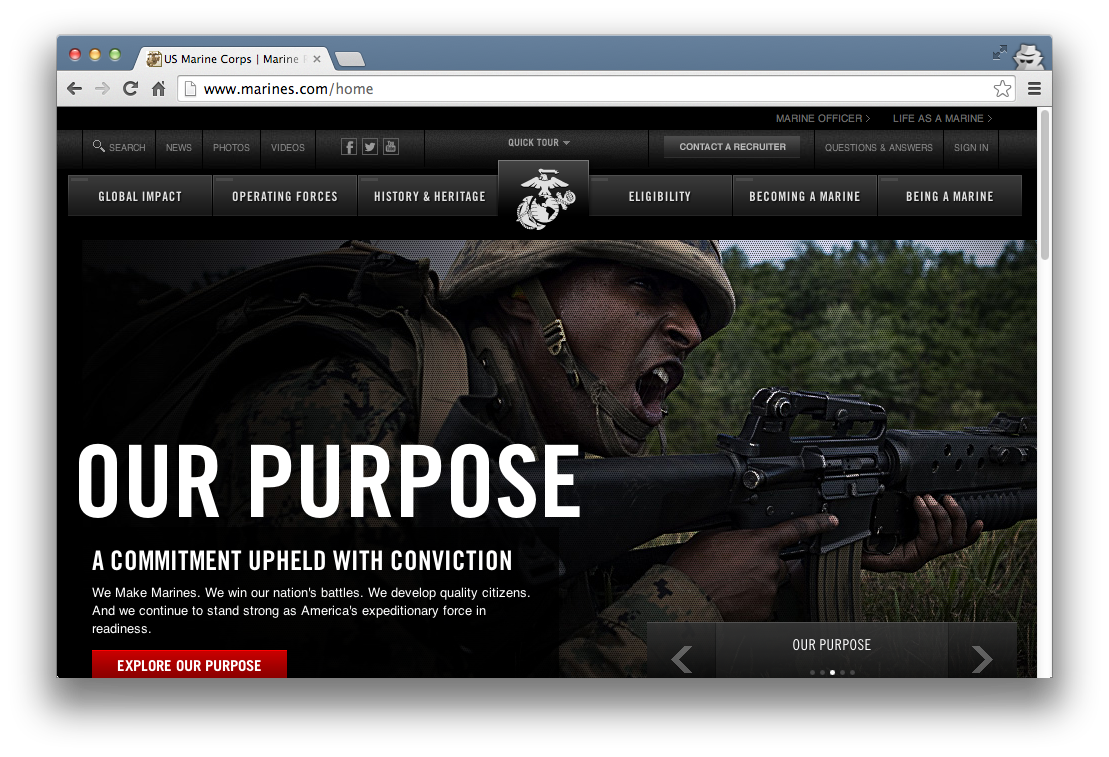 US Marine Corps | Marine
www.marines.com/home
MARINE OFFICER
LIFE AS A MARINE
SEARCH
NEWS
PHOTOS
VIDEOS
QUICK TOUR
CONTACT A RECRUITER
QUESTIONS & ANSWERS
SIGN IN
GLOBAL IMPACT
OPERATING FORCES
HISTORY & HERITAGE
ELIGIBILITY
BECOMING A MARINE
BEING A MARINE
OUR PURPOSE
A COMMITMENT UPHELD WITH CONVICTION
We Make Marines. We win our nation's battles. We develop quality citizens.
And we continue to stand strong as America's expeditionary force in
readiness.
EXPLORE OUR PURPOSE
OUR PURPOSE